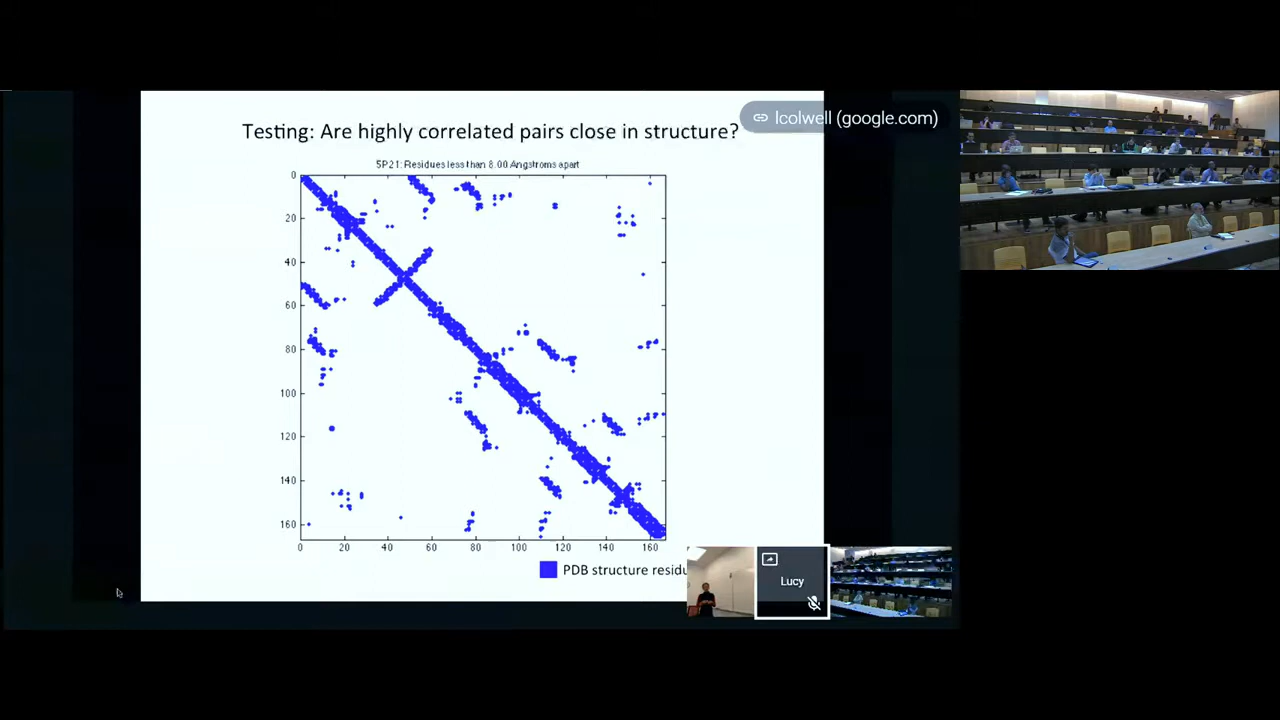 lcolwell (google.com)
Testing: Are highly correlated pairs close in structure?
5P21: Residues less than 8.00 Angstroms apart
0
20
40
60
80
100
120
140
160
0 20 40 60 80 100 120 140 160
PDB structure residu
Lucy